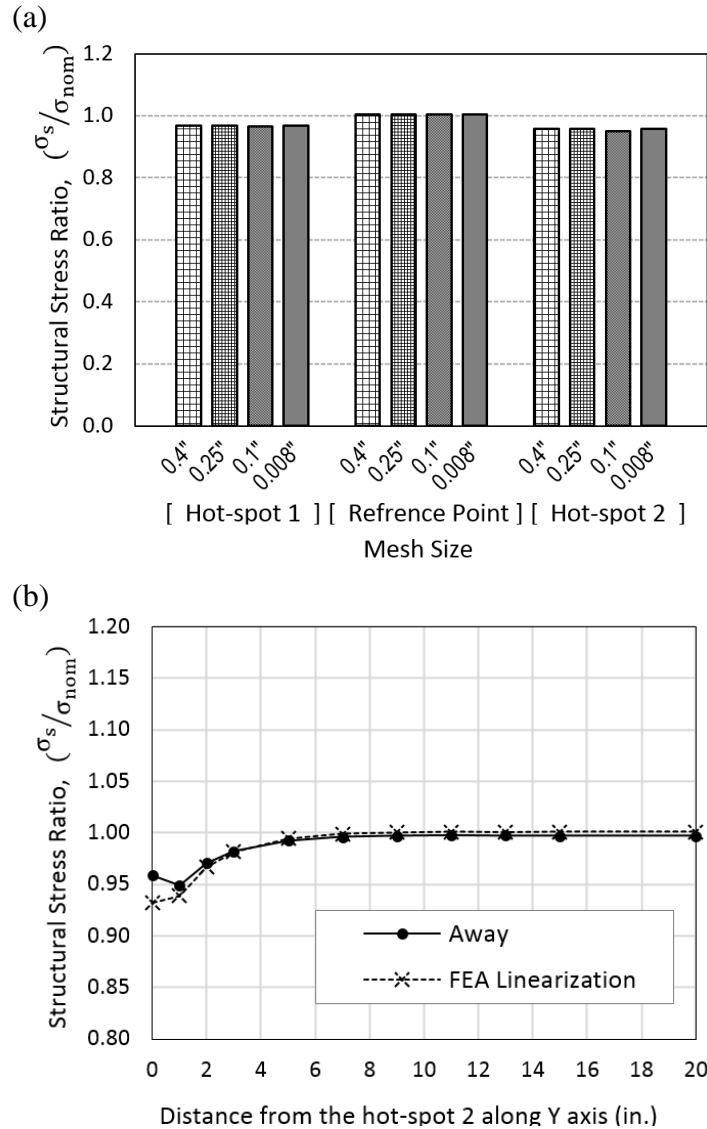 (a)
Structural Stress Ratio, (σs/σnom)
1.2
1.0
0.8
0.6
0.4
0.2
0.0
0.4" 0.25" 0.1" 0.008" 0.4" 0.25" 0.1" 0.008" 0.4" 0.25" 0.1" 0.008"
[ Hot-spot 1 ] [ Refrence Point ] [ Hot-spot 2 ]
Mesh Size
(b)
Structural Stress Ratio, (σs/σnom)
1.20
1.15
1.10
1.05
1.00
0.95
0.90
0.85
0.80
Away
FEA Linearization
0 2 4 6 8 10 12 14 16 18 20
Distance from the hot-spot 2 along Y axis (in.)